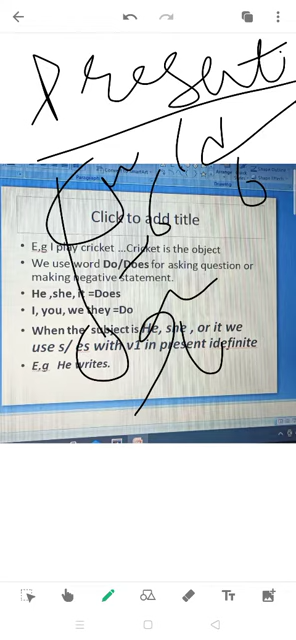 present
Click to add title
E,g I play cricket ...Cricket is the object
We use word Do/Does for asking question or
making negative statement.
He ,she, it =Does
I, you, we they =Do
When the subject is He, she , or it we
use s/ es with v1 in present idefinite
E,g He writes.